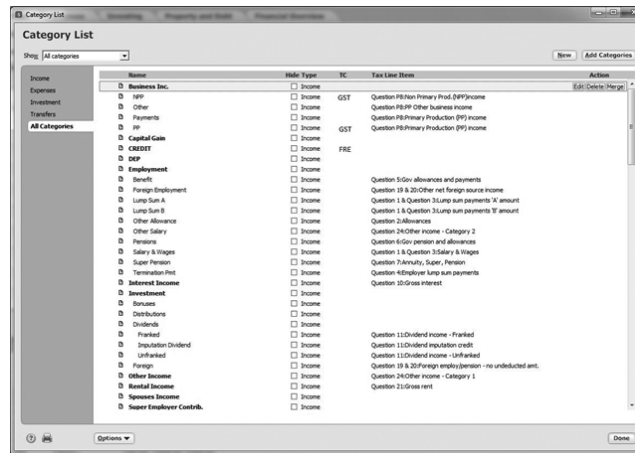 Category List
Investing Property and Debt Financial Overview
Category List
Show All categories
New Add Categories
Income
Expenses
Investment
Transfers
All Categories
Name Hide Type TC Tax Line Item Action
Business Inc. Income Edit Delete Merge
NPP Income GST Question P8:Non Primary Prod.(NPP)income
Other Income Question P8:PP Other business income
Payments Income Question P8:Primary Production (PP) income
PP Income GST Question P8:Primary Production (PP) income
Capital Gain Income
CREDIT Income FRE
DEP Income
Employment Income
Benefit Income Question 5:Gov allowances and payments
Foreign Employment Income Question 19 & 20:Other net foreign source income
Lump Sum A Income Question 1 & Question 3:Lump sum payments 'A' amount
Lump Sum B Income Question 1 & Question 3:Lump sum payments 'B' amount
Other Allowance Income Question 2:Allowances
Other Salary Income Question 24:Other income - Category 2
Pensions Income Question 6:Gov pension and allowances
Salary & Wages Income Question 1 & Question 3:Salary & Wages
Super Pension Income Question 7:Annuity, Super, Pension
Termination Pmt Income Question 4:Employer lump sum payments
Interest Income Income Question 10:Gross interest
Investment Income
Bonuses Income
Distributions Income
Dividends Income
Franked Income Question 11:Dividend income - Franked
Imputation Dividend Income Question 11:Dividend imputation credit
Unfranked Income Question 11:Dividend income - Unfranked
Foreign Income Question 19 & 20:Foreign employ/pension - no undeducted amt.
Other Income Income Question 24:Other income - Category 1
Rental Income Income Question 21:Gross rent
Spouses Income Income
Super Employer Contrib. Income
Options Done